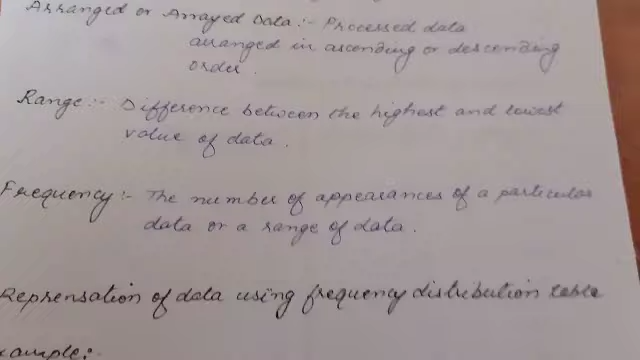 Arranged or Arrayed Data :- Processed data
arranged in ascending or descending
order.
Range :- Difference between the highest and lowest
value of data.
Frequency :- The number of appearances of a particular
data or a range of data.
Reprensation of data using frequency distribution table
xample :-